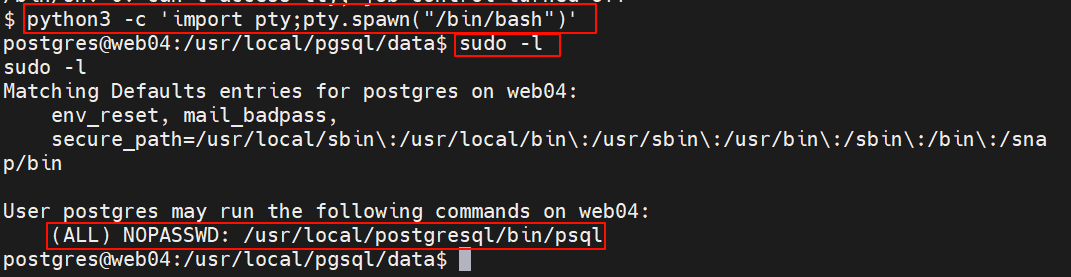 $ python3 -c 'import pty;pty.spawn("/bin/bash")'
postgres@web04:/usr/local/pgsql/data$ sudo -l
sudo -l
Matching Defaults entries for postgres on web04:
    env_reset, mail_badpass,
    secure_path=/usr/local/sbin\:/usr/local/bin\:/usr/sbin\:/usr/bin\:/sbin\:/bin\:/sna
p/bin

User postgres may run the following commands on web04:
    (ALL) NOPASSWD: /usr/local/postgresql/bin/psql
postgres@web04:/usr/local/pgsql/data$